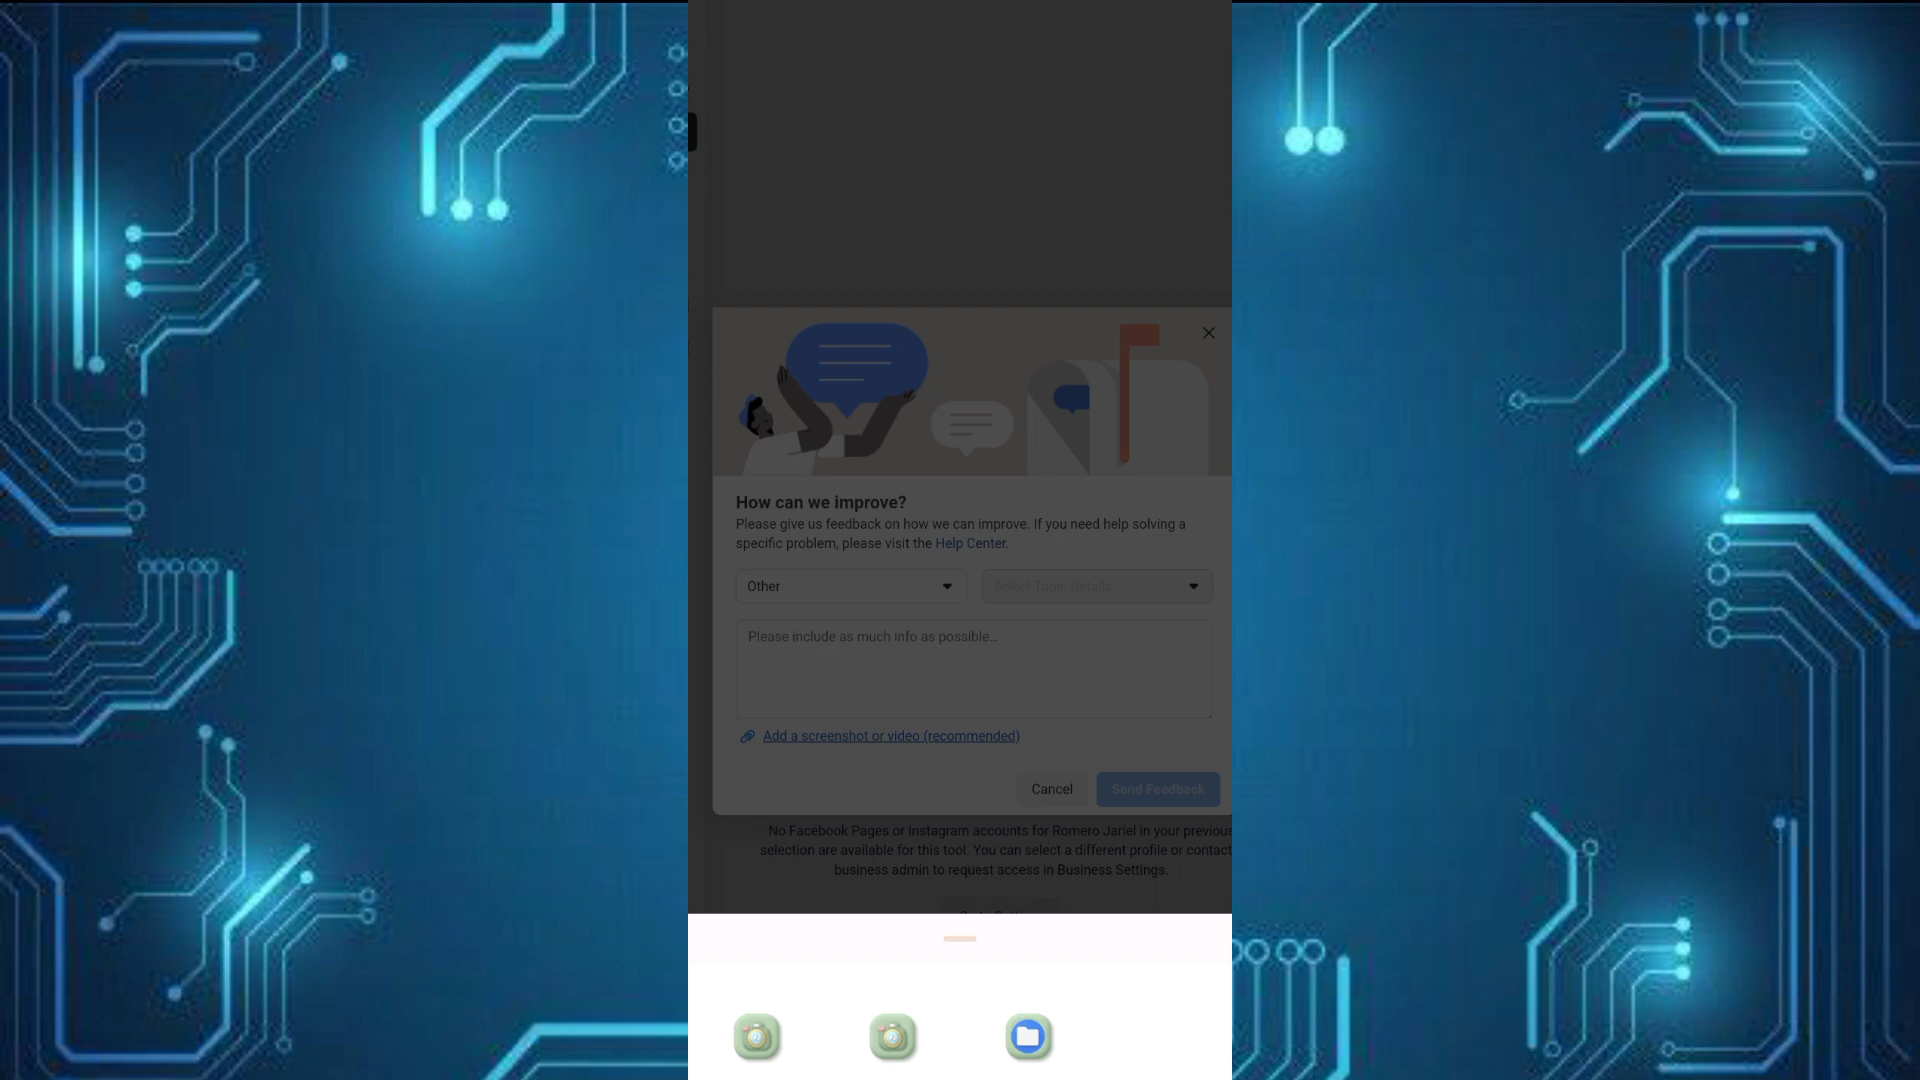 How can we improve?
Please give us feedback on how we can improve. If you need help solving a
specific problem, please visit the Help Center.
Other
Select Topic Details
Please include as much info as possible...
Add a screenshot or video (recommended)
Cancel
Send Feedback
No Facebook Pages or Instagram accounts for Romero Jariel in your previous
selection are available for this tool. You can select a different profile or contact
business admin to request access in Business Settings.